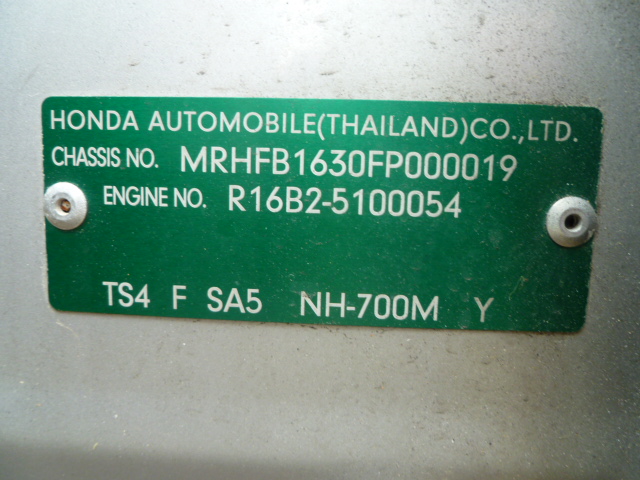 HONDA AUTOMOBILE(THAILAND)CO.,LTD.
CHASSIS NO. MRHFB1630FP000019
ENGINE NO. R16B2-5100054
TS4 F SA5 NH-700M Y